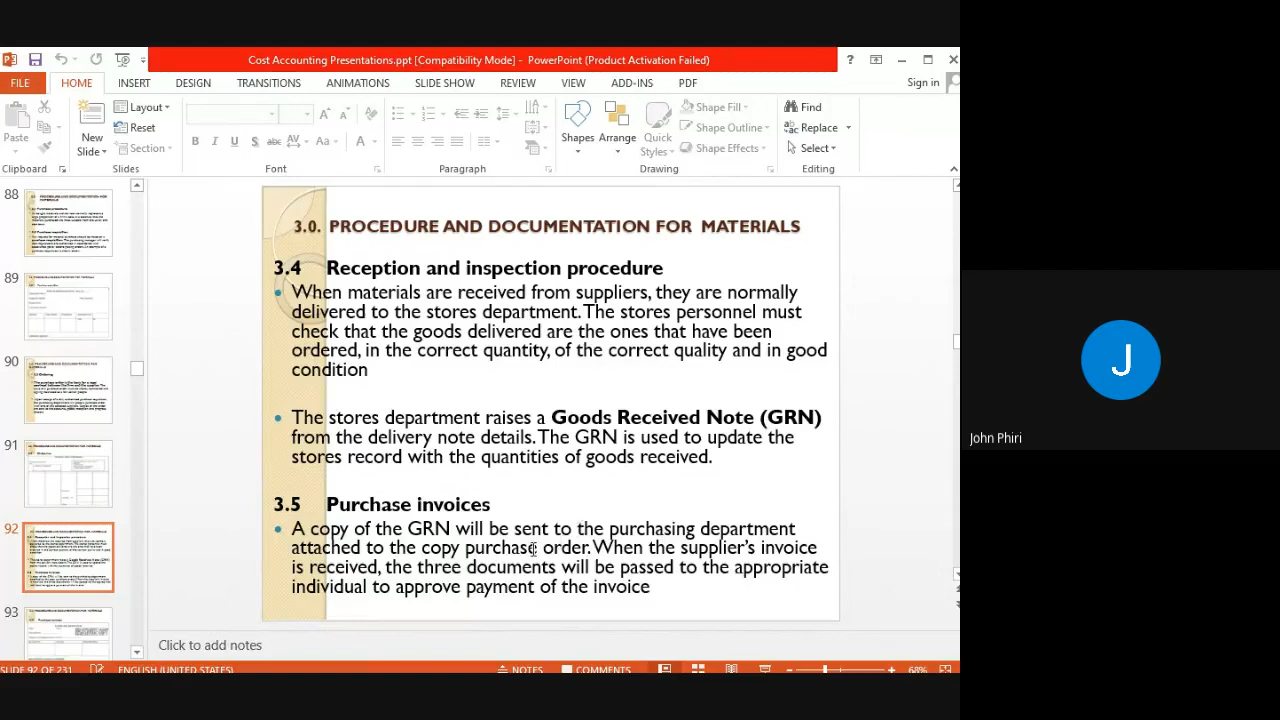 Cost Accounting Presentations.ppt [Compatibility Mode] - PowerPoint (Product Activation Failed)
?
FILE HOME INSERT DESIGN TRANSITIONS ANIMATIONS SLIDE SHOW REVIEW VIEW ADD-INS PDF Sign in
Paste
New Slide
Layout
Reset
Section
B I U S abc AV Aa A
Shapes Arrange Quick Styles
Shape Fill
Shape Outline
Shape Effects
Find
Replace
Select
Clipboard Slides Font Paragraph Drawing Editing
88
89
90
91
92
93
3.0. PROCEDURE AND DOCUMENTATION FOR MATERIALS
3.4 Reception and inspection procedure
• When materials are received from suppliers, they are normally
delivered to the stores department. The stores personnel must
check that the goods delivered are the ones that have been
ordered, in the correct quantity, of the correct quality and in good
condition
• The stores department raises a Goods Received Note (GRN)
from the delivery note details. The GRN is used to update the
stores record with the quantities of goods received.
3.5 Purchase invoices
• A copy of the GRN will be sent to the purchasing department
attached to the copy purchase order. When the supplier's invoice
is received, the three documents will be passed to the appropriate
individual to approve payment of the invoice
Click to add notes
SLIDE 92 OF 231 ENGLISH (UNITED STATES) NOTES COMMENTS 68%
J
John Phiri